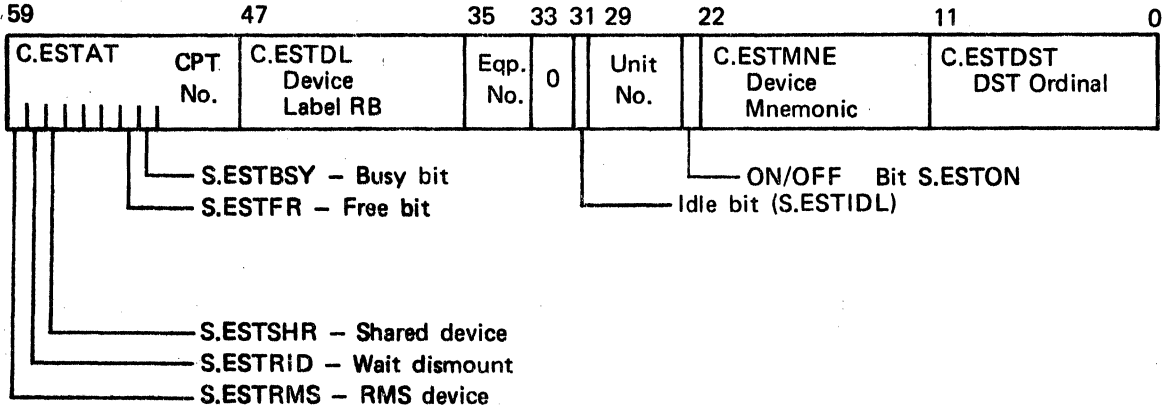 59 47 35 33 31 29 22 11 0
C.ESTAT CPT No.
C.ESTDL Device Label RB
Eqp. No.
0
Unit No.
C.ESTMNE Device Mnemonic
C.ESTDST DST Ordinal
S.ESTBSY – Busy bit
ON/OFF Bit S.ESTON
S.ESTFR – Free bit
Idle bit (S.ESTIDL)
S.ESTSHR – Shared device
S.ESTRID – Wait dismount
S.ESTRMS – RMS device